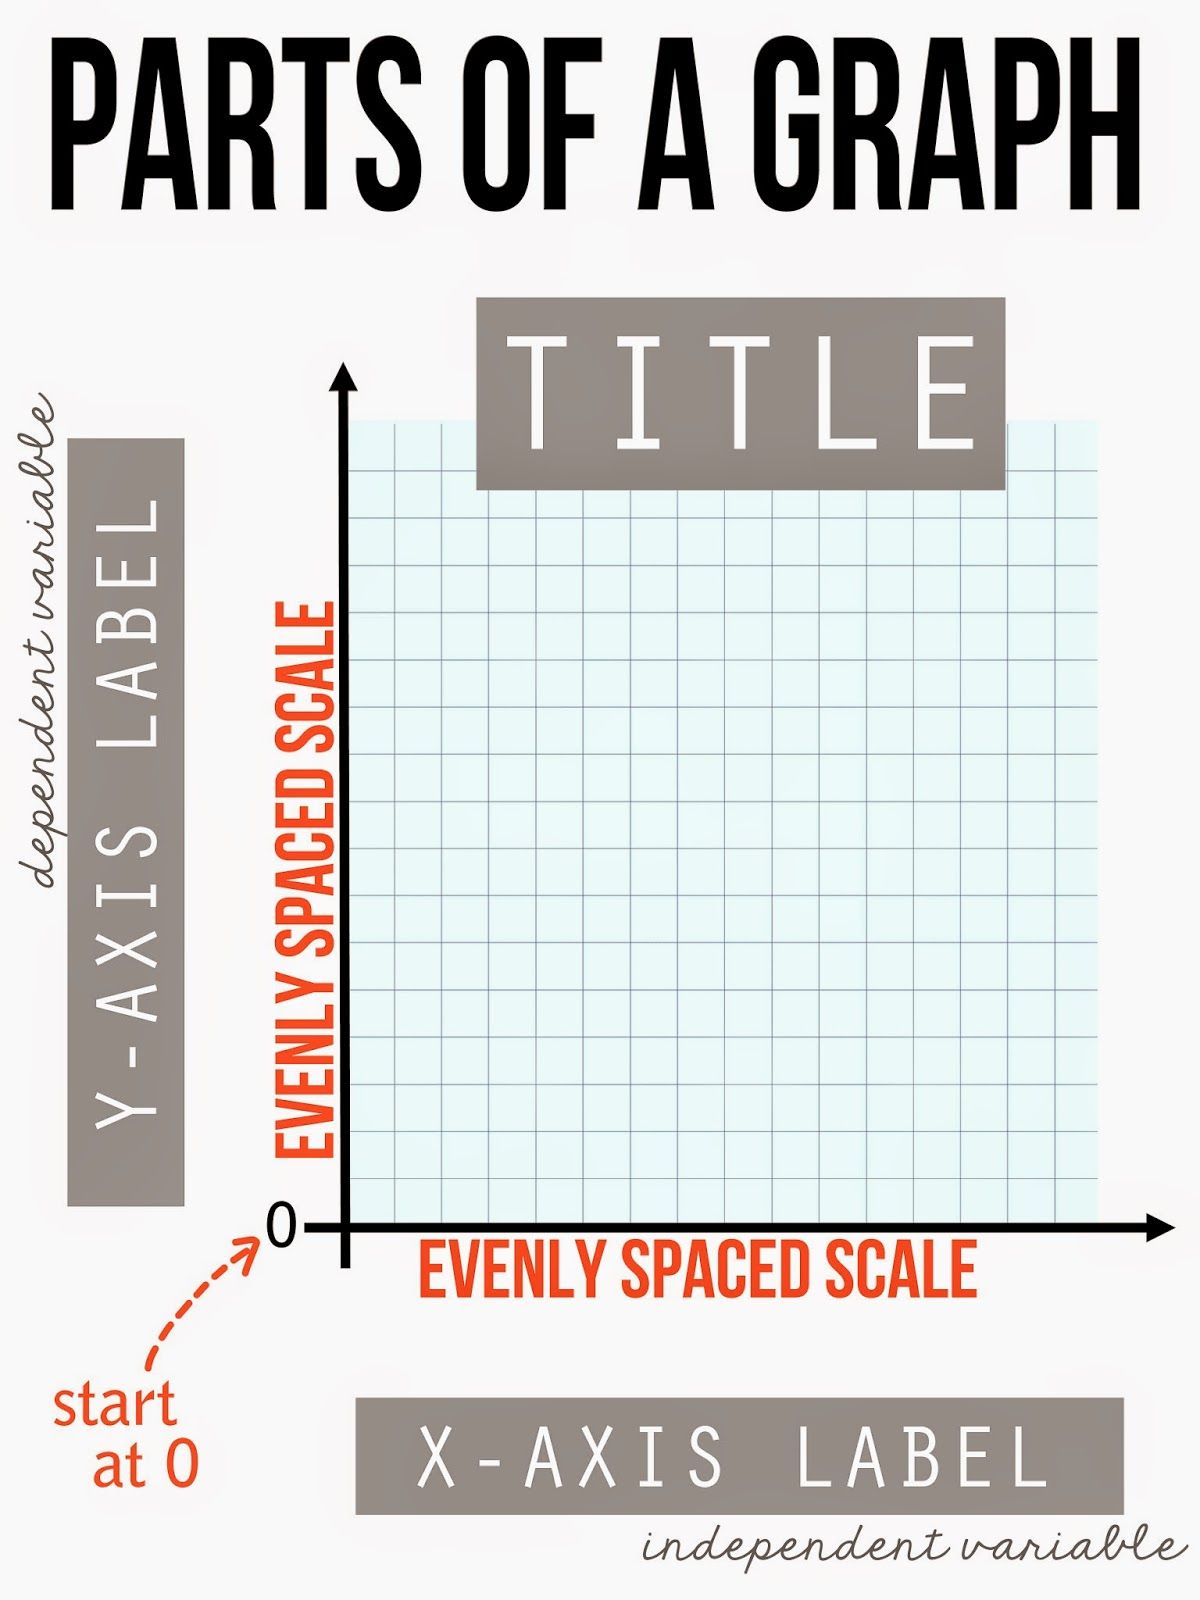 PARTS OF A GRAPH
TITLE
dependent variable
Y-AXIS LABEL
EVENLY SPACED SCALE
0
EVENLY SPACED SCALE
start
at 0
X-AXIS LABEL
independent variable